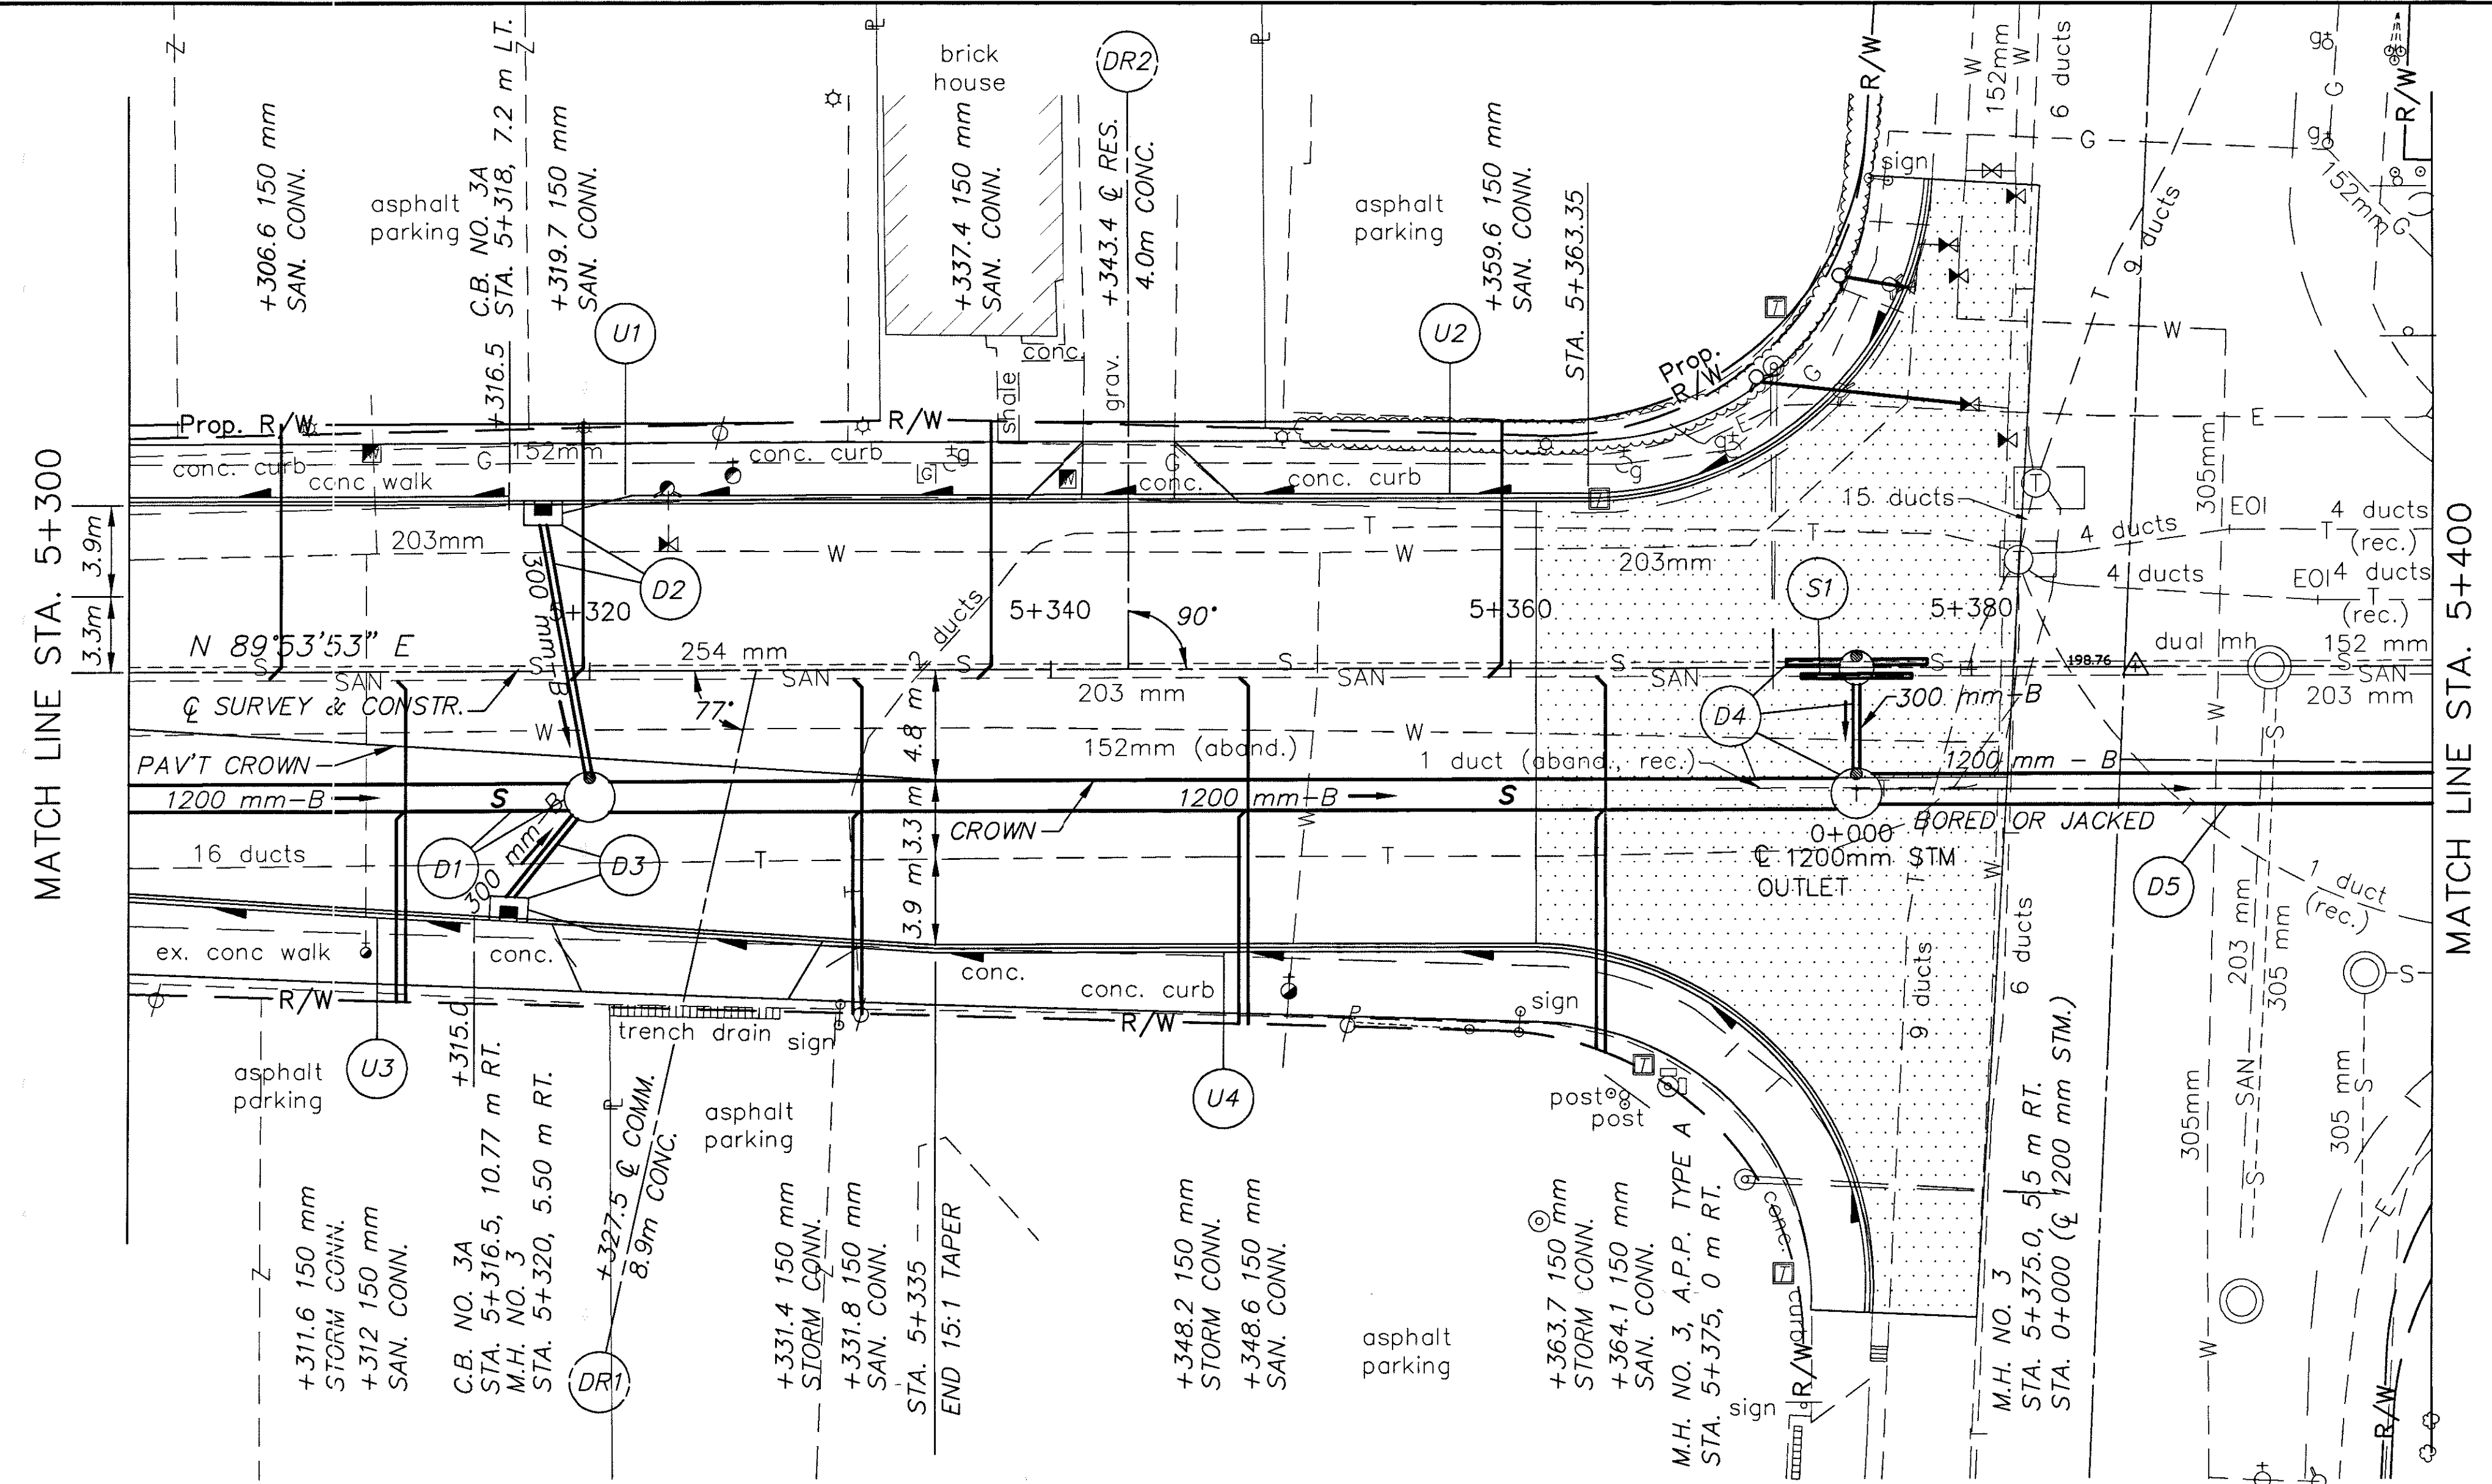 MATCH LINE STA. 5+300
3.9m
3.3m
+306.6 150 mm
SAN. CONN.
asphalt
parking
C.B. NO. 3A
STA. 5+318, 7.2 m LT.
+316.5
+319.7 150 mm
SAN. CONN.
U1
brick
house
+337.4 150 mm
SAN. CONN.
DR2
+343.4 ℄ RES.
4.0m CONC.
conc.
shale
grav.
asphalt
parking
U2
+359.6 150 mm
SAN. CONN.
STA. 5+363.35
Prop.
R/W
R/W
sign
152mm
6 ducts
9 ducts
152mm
R/W
Prop. R/W
R/W
conc. curb
conc walk
152mm
conc. curb
conc.
conc. curb
203mm
300 mm-B
D2
5+320
5+340
90°
5+360
203mm
S1
5+380
15 ducts
305mm
EOI
4 ducts
4 ducts
(rec.)
4 ducts
EOI
4 ducts
(rec.)
dual mh
152 mm
203 mm
198.76
N 89°53'53" E
℄ SURVEY & CONSTR.
SAN
254 mm
77°
2 ducts
SAN
203 mm
SAN
SAN
SAN
D4
300 mm-B
PAV'T CROWN
4.8 m
152mm (aband.)
1 duct (aband., rec.)
1200 mm - B
1200 mm-B
S
1200 mm-B
S
CROWN
3.3 m
3.9 m
0+000
℄ 1200mm STM
OUTLET
BORED OR JACKED
D5
16 ducts
D1
300 mm-B
D3
1 duct
(rec.)
ex. conc walk
conc.
conc.
conc. curb
R/W
trench drain
sign
R/W
sign
9 ducts
6 ducts
203 mm
305 mm
SAN
305mm
305 mm
U3
+315.0
asphalt
parking
asphalt
parking
U4
post
post
conc.
curb
R/W
sign
+311.6 150 mm
STORM CONN.
+312 150 mm
SAN. CONN.
C.B. NO. 3A
STA. 5+316.5, 10.77 m RT.
M.H. NO. 3
STA. 5+320, 5.50 m RT.
DR1
+327.5 ℄ COMM.
8.9m CONC.
+331.4 150 mm
STORM CONN.
+331.8 150 mm
SAN. CONN.
STA. 5+335
END 15:1 TAPER
+348.2 150 mm
STORM CONN.
+348.6 150 mm
SAN. CONN.
asphalt
parking
+363.7 150 mm
STORM CONN.
+364.1 150 mm
SAN. CONN.
M.H. NO. 3, A.P.P. TYPE A
STA. 5+375, 0 m RT.
M.H. NO. 3
STA. 5+375.0, 5.5 m RT.
STA. 0+000 (℄ 1200 mm STM.)
R/W
MATCH LINE STA. 5+400